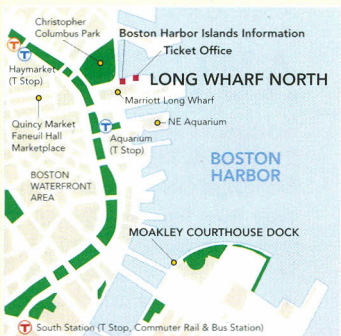 Christopher
Columbus Park
Boston Harbor Islands Information
Ticket Office
T
T
Haymarket
(T Stop)
LONG WHARF NORTH
Marriott Long Wharf
Quincy Market
Faneuil Hall
Marketplace
T
NE Aquarium
Aquarium
(T Stop)
BOSTON
HARBOR
BOSTON
WATERFRONT
AREA
MOAKLEY COURTHOUSE DOCK
T
South Station (T Stop, Commuter Rail & Bus Station)